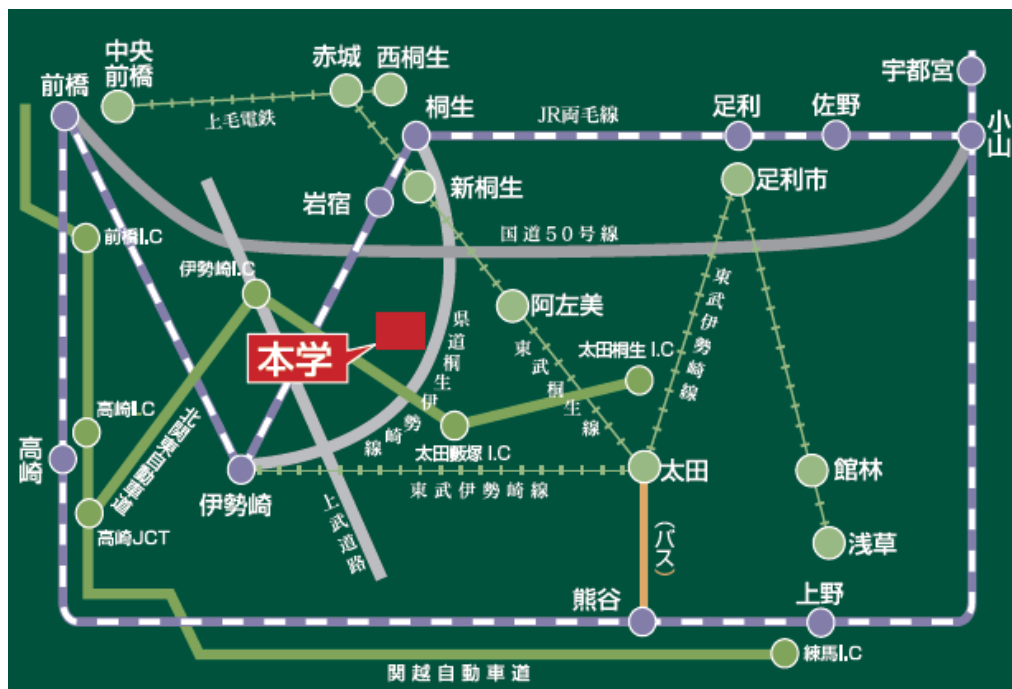 中央
前橋
赤城
西桐生
宇都宮
前橋
桐生
JR両毛線
足利
佐野
小山
上毛電鉄
新桐生
足利市
岩宿
国道50号線
前橋I.C
伊勢崎I.C
阿左美
東武伊勢崎線
県道桐生伊勢崎線
東武桐生線
太田桐生I.C
本学
高崎I.C
北関東自動車道
高崎
太田藪塚I.C
太田
館林
伊勢崎
東武伊勢崎線
上武道路
高崎JCT
(バス)
浅草
熊谷
上野
練馬I.C
関越自動車道